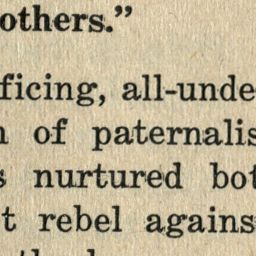 others.”
ficing, all-unde
of paternalis
nurtured bot
t rebel agains